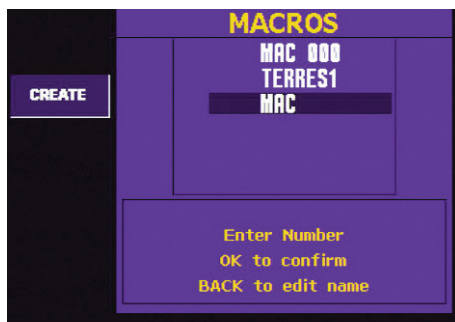 MACROS
MAC 000
TERRES1
CREATE
MAC
Enter Number
OK to confirm
BACK to edit name